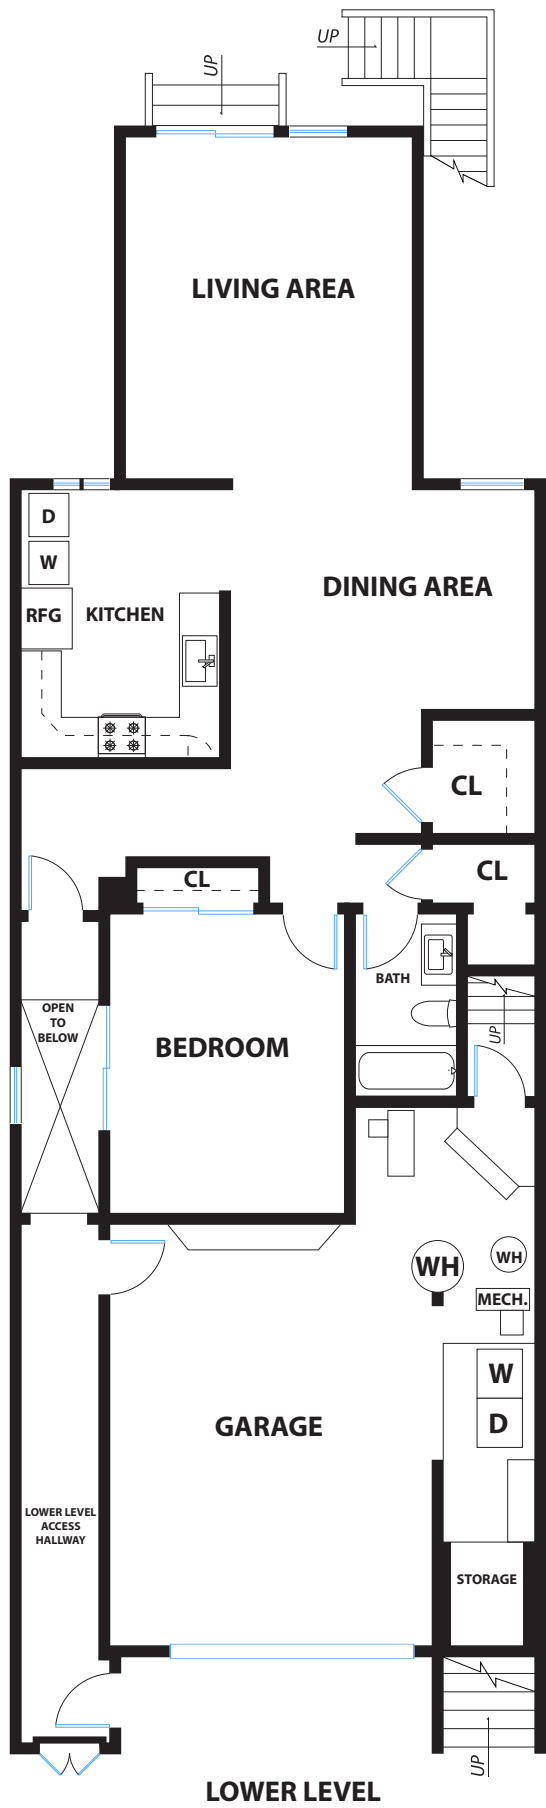 UP
UP
LIVING AREA
D
W
RFG
KITCHEN
DINING AREA
CL
CL
CL
BATH
OPEN
TO
BELOW
BEDROOM
UP
WH
WH
MECH.
W
D
GARAGE
LOWER LEVEL
ACCESS
HALLWAY
STORAGE
UP
LOWER LEVEL